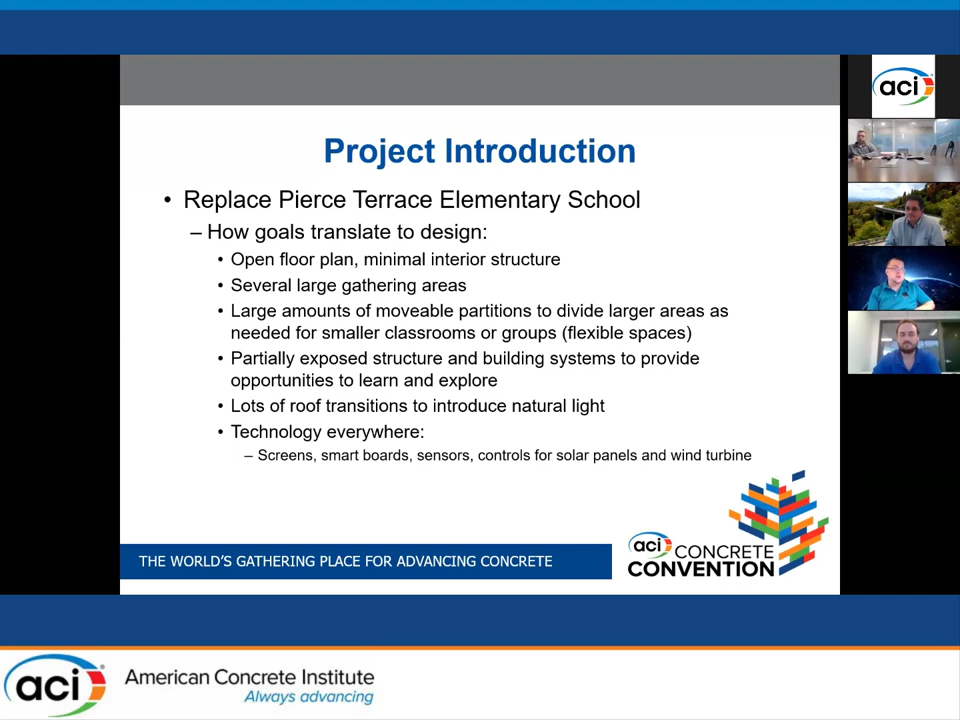 Project Introduction
• Replace Pierce Terrace Elementary School
– How goals translate to design:
• Open floor plan, minimal interior structure
• Several large gathering areas
• Large amounts of moveable partitions to divide larger areas as
needed for smaller classrooms or groups (flexible spaces)
• Partially exposed structure and building systems to provide
opportunities to learn and explore
• Lots of roof transitions to introduce natural light
• Technology everywhere:
– Screens, smart boards, sensors, controls for solar panels and wind turbine
THE WORLD'S GATHERING PLACE FOR ADVANCING CONCRETE
aci CONCRETE
CONVENTION
aci
aci
American Concrete Institute
Always advancing